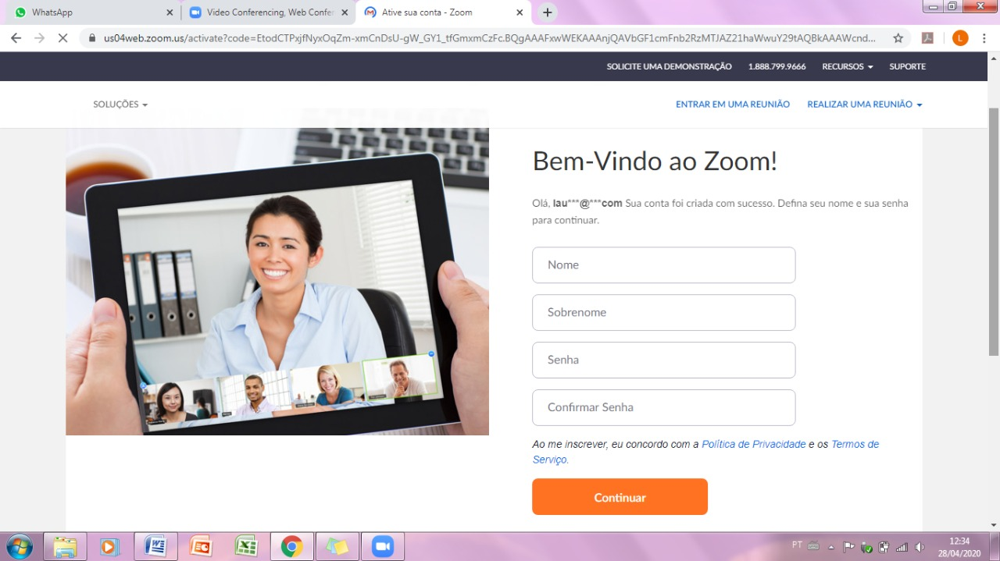 WhatsApp
Video Conferencing, Web Confer
Ative sua conta - Zoom
us04web.zoom.us/activate?code=EtodCTPxjfNyxOqZm-xmCnDsU-gW_GY1_tfGmxmCzFc.BQgAAAFxwWEKAAAnjQAVbGF1cmFnb2RzMTJAZ21haWwuY29tAQBkAAAWcnd...
L
SOLICITE UMA DEMONSTRAÇÃO 1.888.799.9666 RECURSOS SUPORTE
SOLUÇÕES ENTRAR EM UMA REUNIÃO REALIZAR UMA REUNIÃO
Bem-Vindo ao Zoom!
Olá, lau***@***com Sua conta foi criada com sucesso. Defina seu nome e sua senha
para continuar.
Nome
Sobrenome
Senha
Confirmar Senha
Ao me inscrever, eu concordo com a Política de Privacidade e os Termos de
Serviço.
Continuar
PT
12:34
28/04/2020